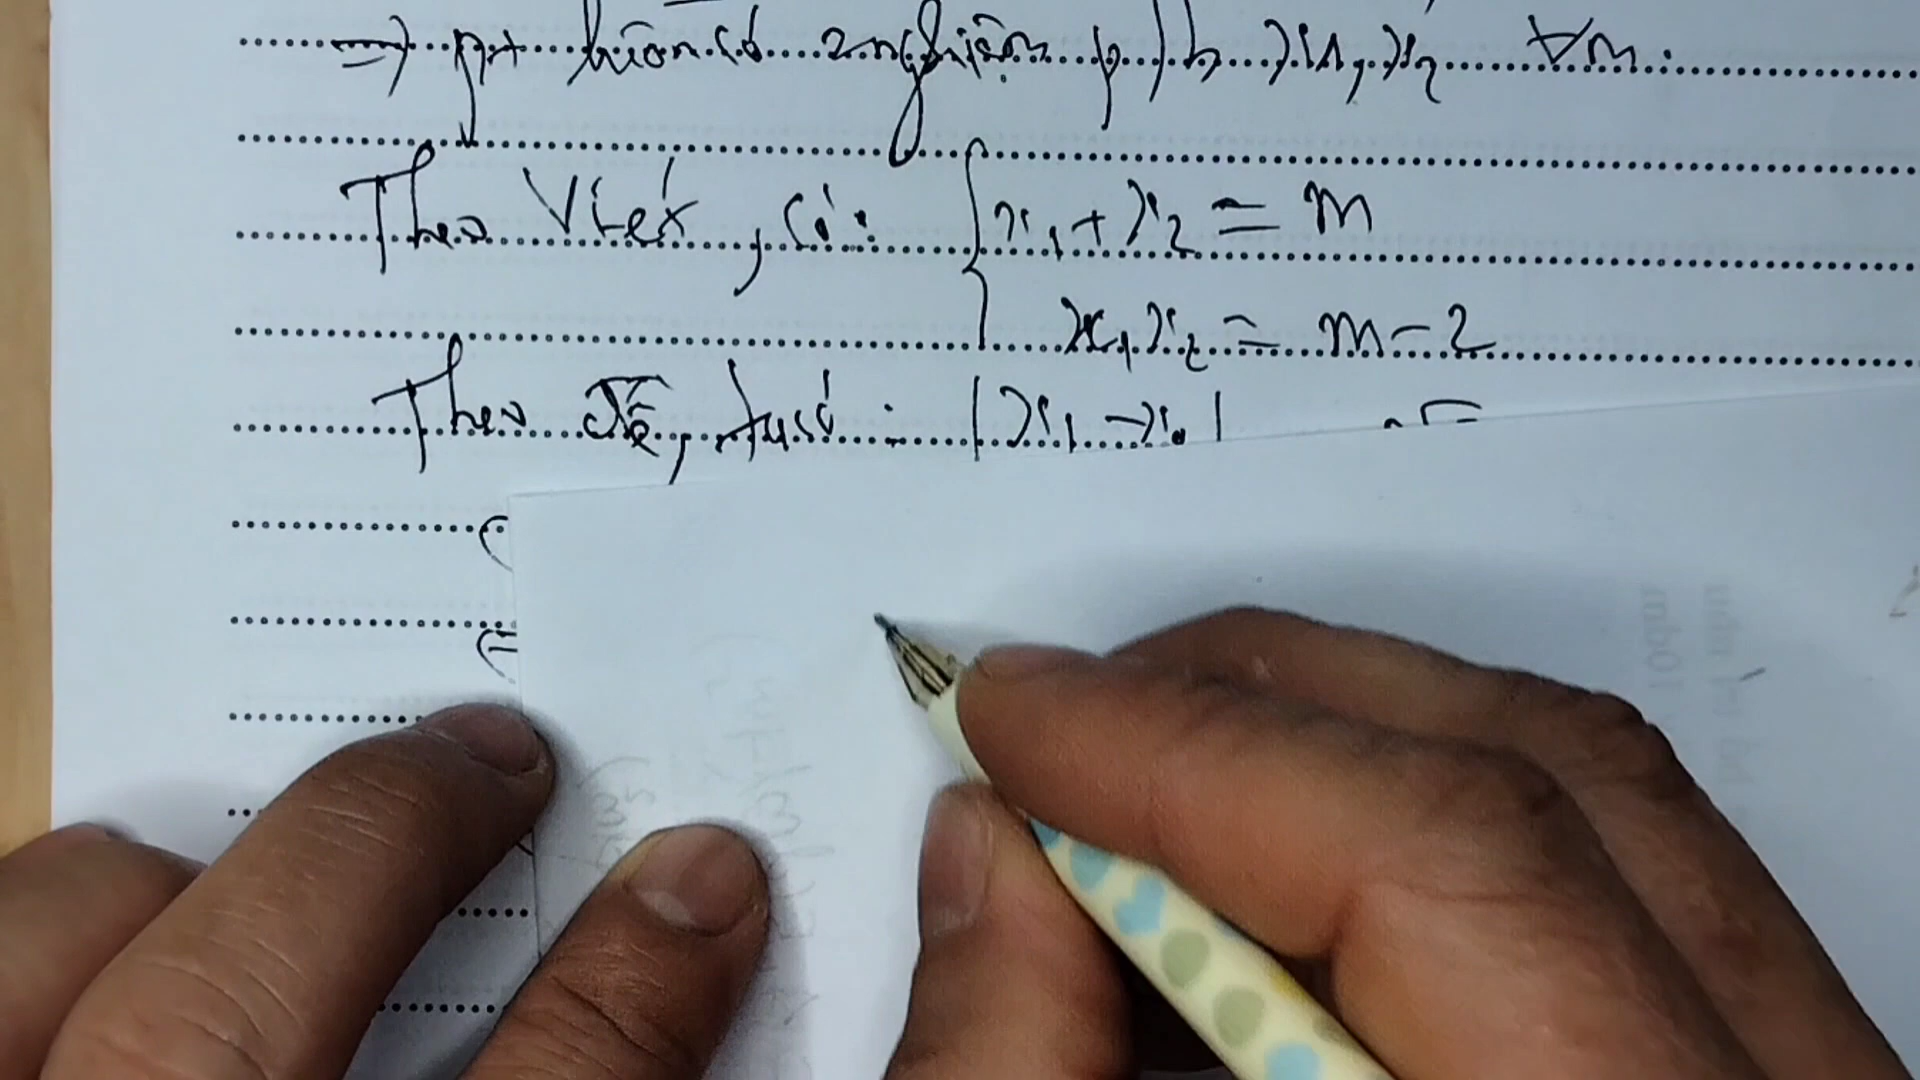 => pt luôn có 2 nghiệm p/b x₁, x₂ ∀m.
Theo Viét, có: { x₁ + x₂ = m
x₁x₂ = m - 2
Theo đề, ta có: |x₁ - x₂|